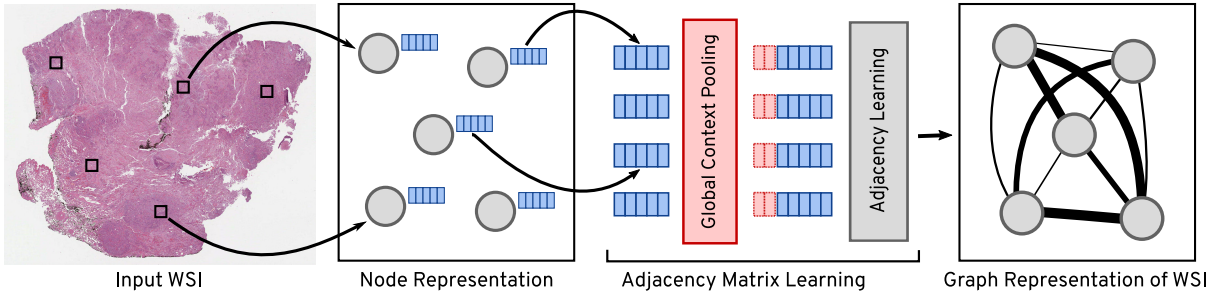 Global Context Pooling
Adjacency Learning
Input WSI
Node Representation
Adjacency Matrix Learning
Graph Representation of WSI